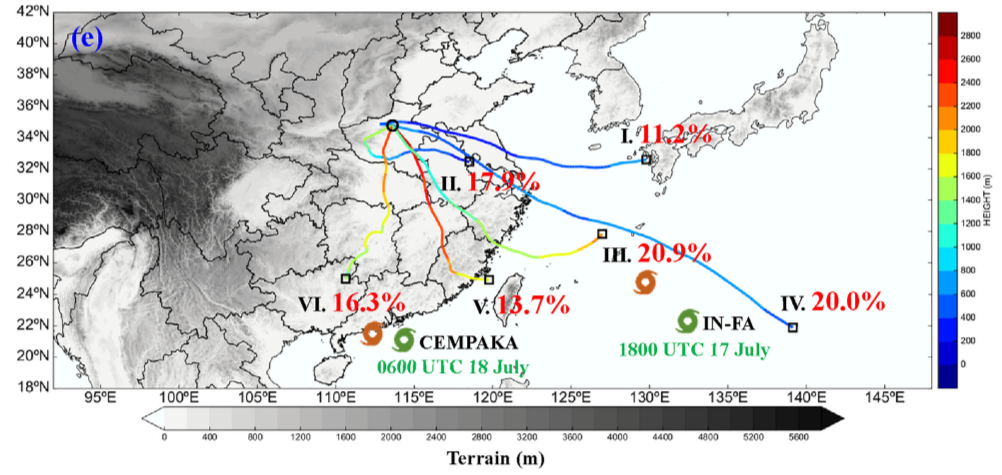 (e)
42°N
40°N
38°N
36°N
34°N
32°N
30°N
28°N
26°N
24°N
22°N
20°N
18°N
I. 11.2%
II. 17.9%
III. 20.9%
IV. 20.0%
V. 13.7%
VI. 16.3%
CEMPAKA
0600 UTC 18 July
IN-FA
1800 UTC 17 July
95°E 100°E 105°E 110°E 115°E 120°E 125°E 130°E 135°E 140°E 145°E
2800
2600
2400
2200
2000
1800
1600
1400
1200
1000
800
600
400
200
0
HEIGHT (m)
0 400 800 1200 1600 2000 2400 2800 3200 3600 4000 4400 4800 5200 5600
Terrain (m)